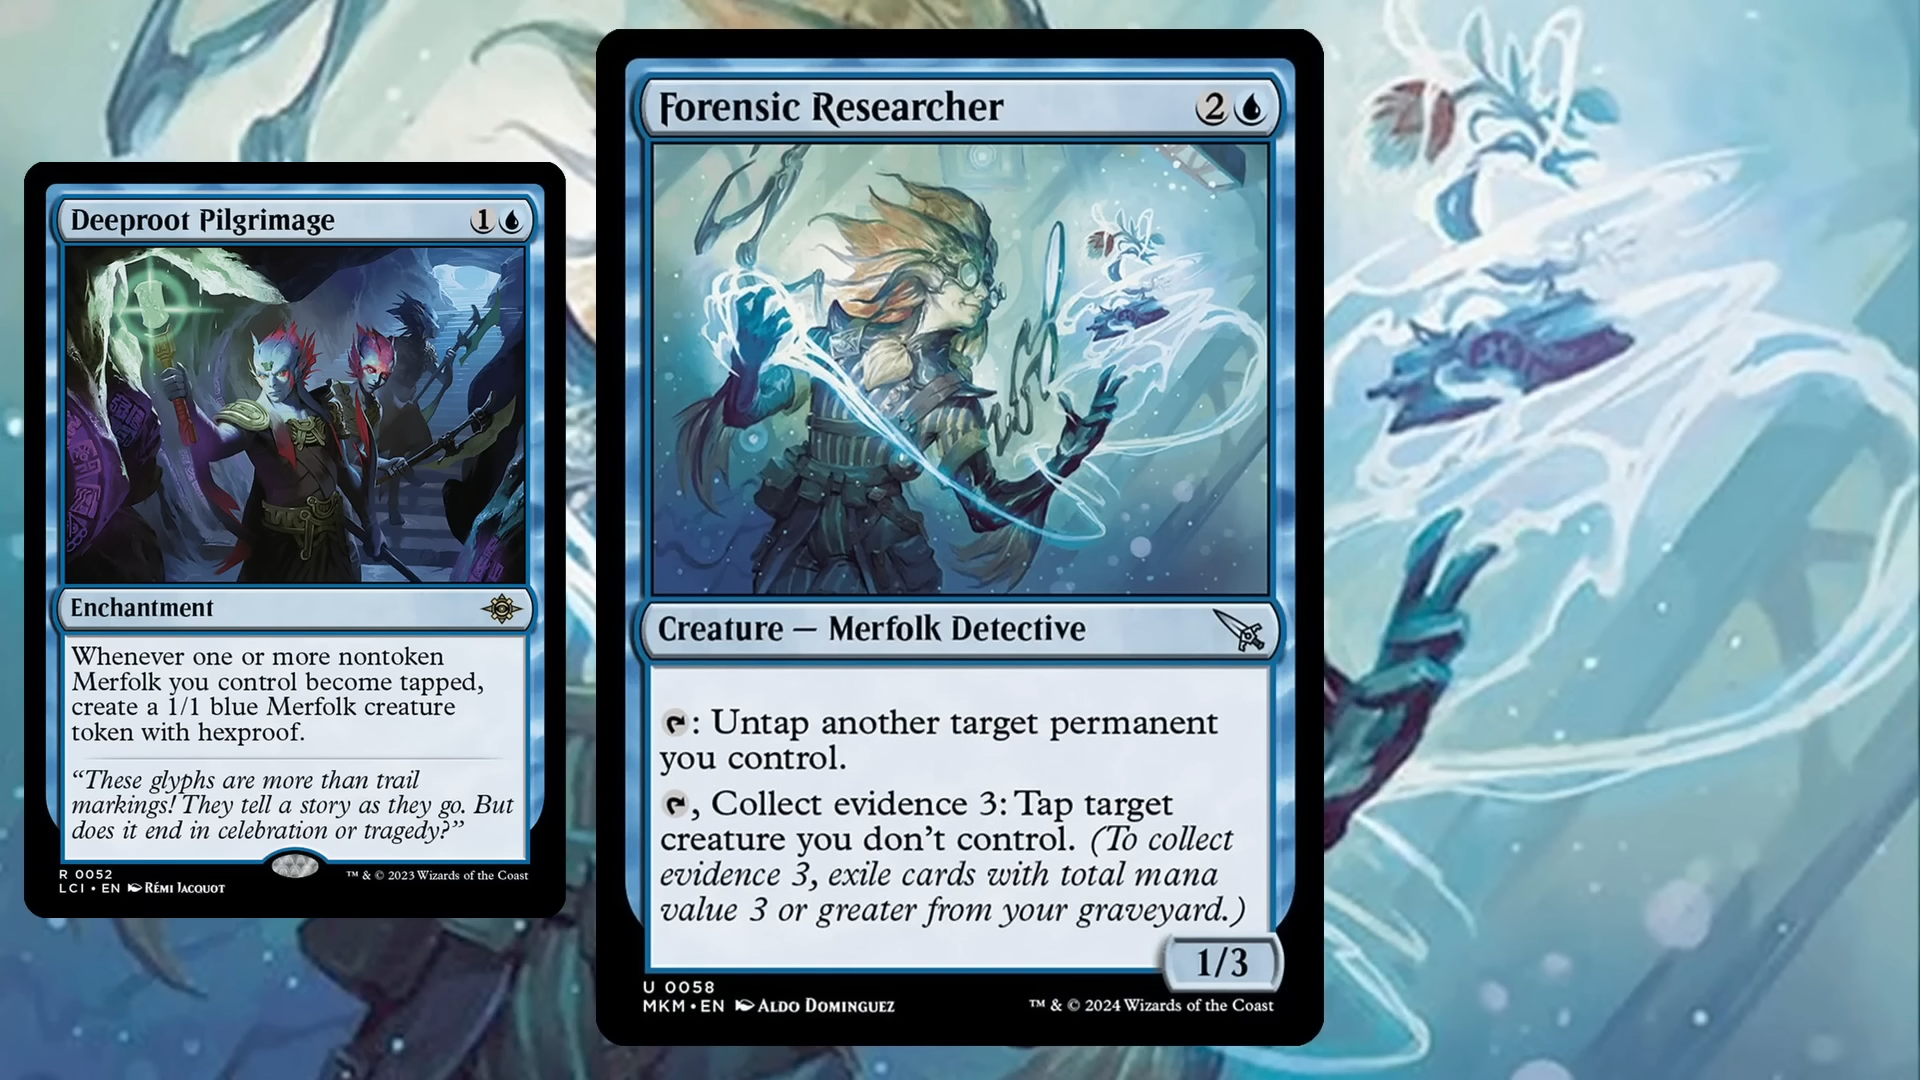 Deeproot Pilgrimage 1
Enchantment
Whenever one or more nontoken
Merfolk you control become tapped,
create a 1/1 blue Merfolk creature
token with hexproof.
“These glyphs are more than trail
markings! They tell a story as they go. But
does it end in celebration or tragedy?”
R 0052
LCI • EN Rémi Jacquot
™ & © 2023 Wizards of the Coast
Forensic Researcher 2
Creature — Merfolk Detective
: Untap another target permanent
you control.
, Collect evidence 3: Tap target
creature you don’t control. (To collect
evidence 3, exile cards with total mana
value 3 or greater from your graveyard.)
1/3
U 0058
MKM • EN Aldo Dominguez
™ & © 2024 Wizards of the Coast